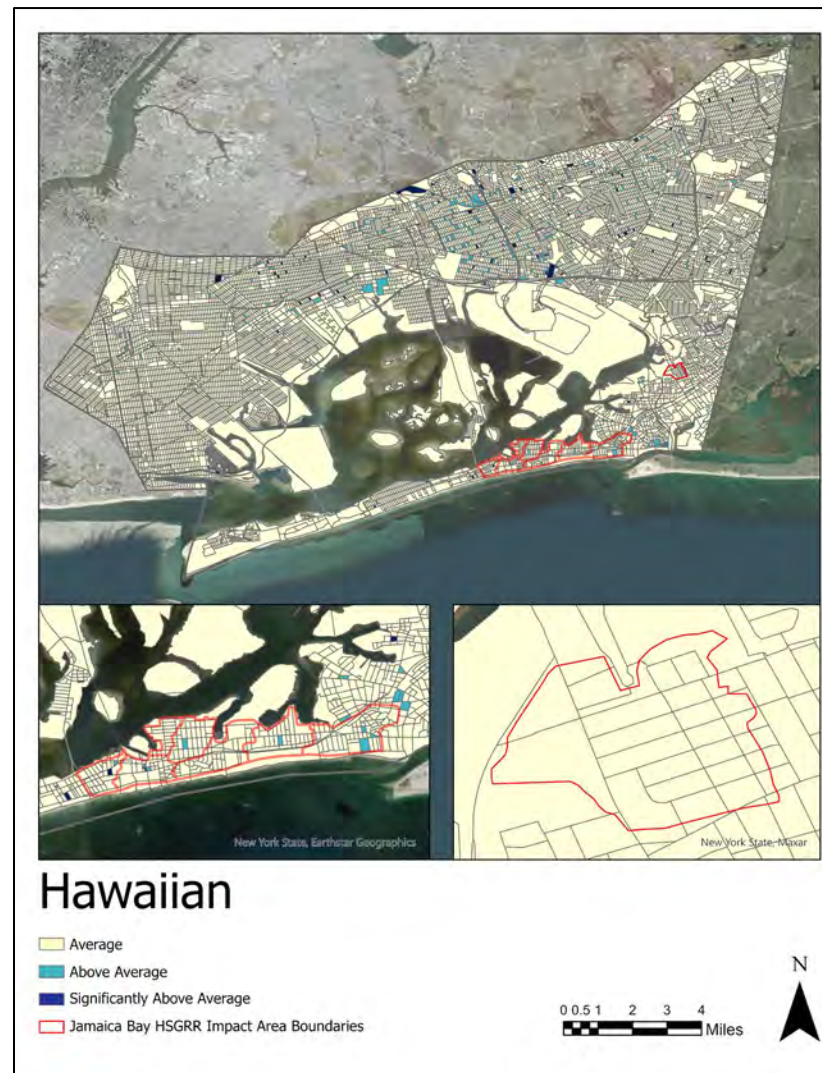 New York State, Earthstar Geographics
New York State, Maxar
Hawaiian
Average
Above Average
Significantly Above Average
Jamaica Bay HSGRR Impact Area Boundaries
N
0 0.5 1 2 3 4
Miles